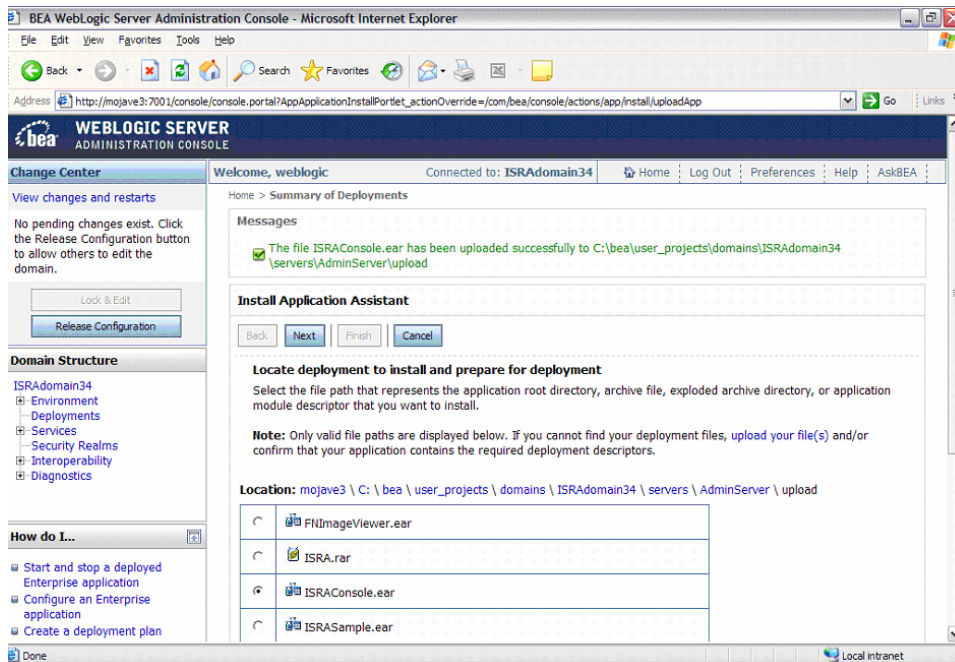 BEA WebLogic Server Administration Console - Microsoft Internet Explorer
File Edit View Favorites Tools Help
Back Search Favorites
Address http://mojave3:7001/console/console.portal?AppApplicationInstallPortlet_actionOverride=/com/bea/console/actions/app/install/uploadApp Go Links
bea WEBLOGIC SERVER
ADMINISTRATION CONSOLE
Change Center
View changes and restarts
No pending changes exist. Click
the Release Configuration button
to allow others to edit the
domain.
Lock & Edit
Release Configuration
Domain Structure
ISRAdomain34
Environment
Deployments
Services
Security Realms
Interoperability
Diagnostics
How do I...
Start and stop a deployed
Enterprise application
Configure an Enterprise
application
Create a deployment plan
Welcome, weblogic Connected to: ISRAdomain34 Home Log Out Preferences Help AskBEA
Home > Summary of Deployments
Messages
The file ISRAConsole.ear has been uploaded successfully to C:\bea\user_projects\domains\ISRAdomain34
\servers\AdminServer\upload
Install Application Assistant
Back Next Finish Cancel
Locate deployment to install and prepare for deployment
Select the file path that represents the application root directory, archive file, exploded archive directory, or application
module descriptor that you want to install.
Note: Only valid file paths are displayed below. If you cannot find your deployment files, upload your file(s) and/or
confirm that your application contains the required deployment descriptors.
Location: mojave3 \ C: \ bea \ user_projects \ domains \ ISRAdomain34 \ servers \ AdminServer \ upload
FNImageViewer.ear
ISRA.rar
ISRAConsole.ear
ISRASample.ear
Done Local intranet